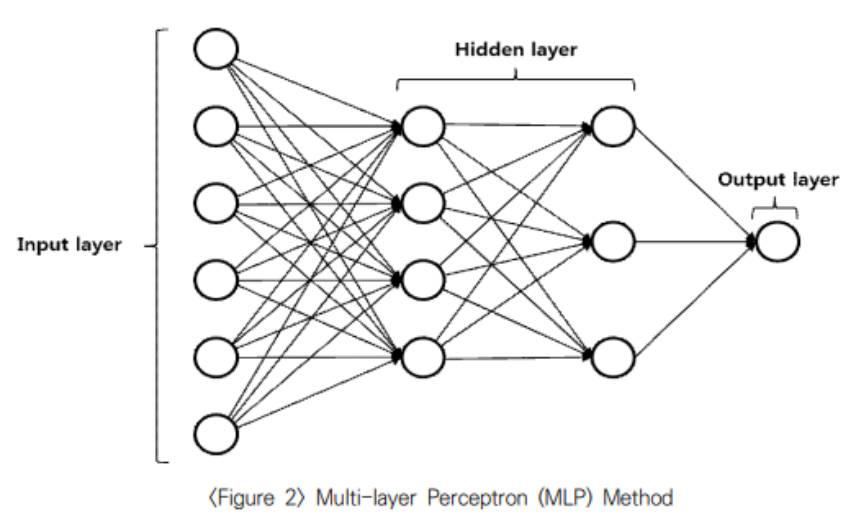 Hidden layer
Output layer
Input layer
〈Figure 2〉 Multi-layer Perceptron (MLP) Method